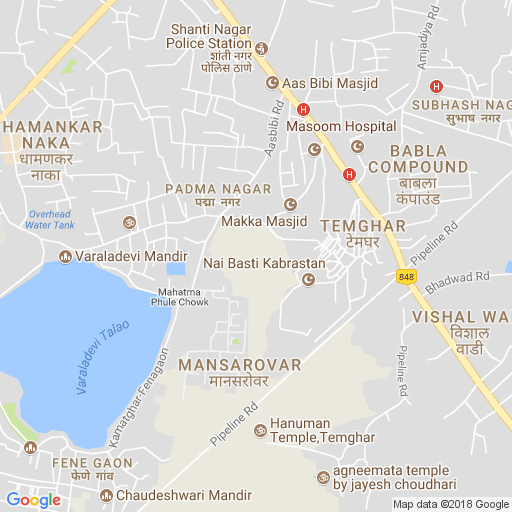 Shanti Nagar
Police Station
शांती नगर
पोलिस ठाणे
Amjadiya Rd
Aas Bibi Masjid
H
H
SUBHASH NAG
सुभाष नगर
Aasbibi Rd
Masoom Hospital
HAMANKAR
NAKA
धामणकर
नाका
BABLA
COMPOUND
बाबला
कंपाउंड
H
PADMA NAGAR
पद्मा नगर
Overhead
Water Tank
Makka Masjid
TEMGHAR
टेमघर
Pipeline Rd
Varaladevi Mandir
Nai Basti Kabrastan
848
Bhadwad Rd
Mahatma
Phule Chowk
VISHAL WA
विशाल
वाडी
Varaladevi Talao
Kamatghar-Fenagaon
MANSAROVAR
मानसरोवर
Pipeline Rd
Pipeline Rd
Hanuman
Temple,Temghar
FENE GAON
फेणे गांव
agneemata temple
by jayesh choudhari
Chaudeshwari Mandir
Google
Map data ©2018 Google